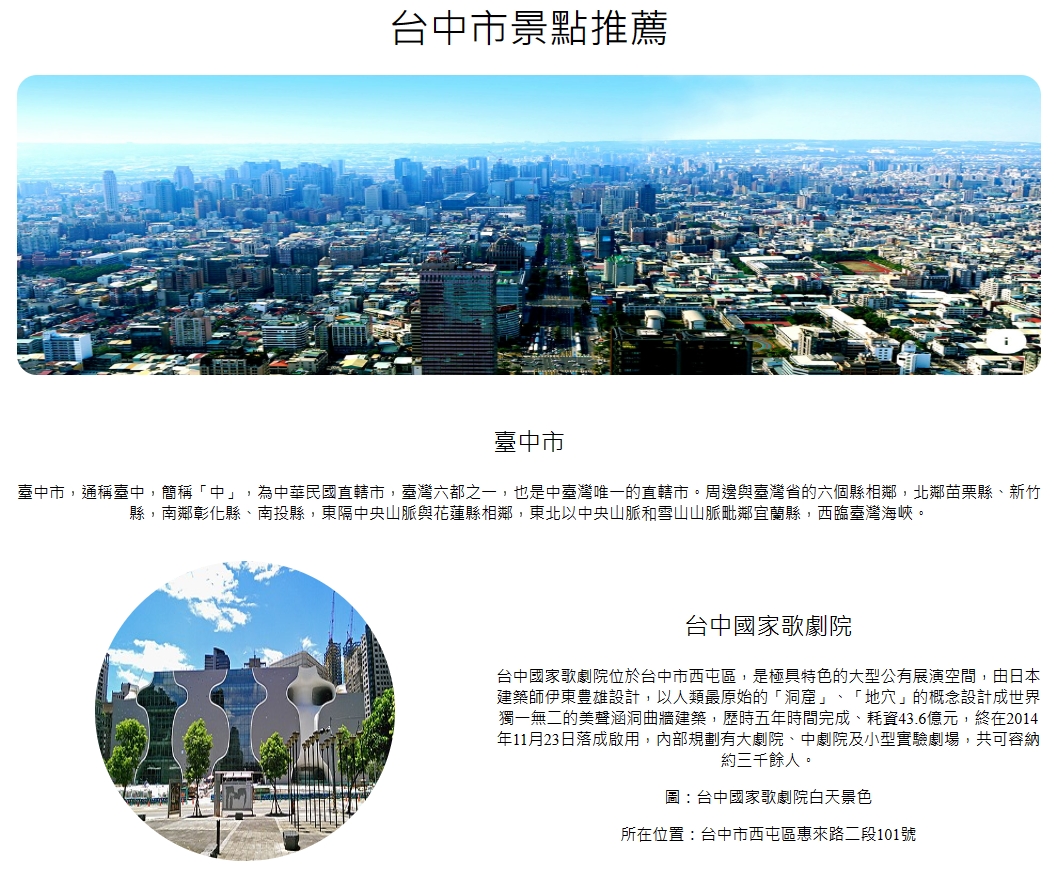 台中市景點推薦
i
臺中市
臺中市，通稱臺中，簡稱「中」，為中華民國直轄市，臺灣六都之一，也是中臺灣唯一的直轄市。周邊與臺灣省的六個縣相鄰，北鄰苗栗縣、新竹
縣，南鄰彰化縣、南投縣，東隔中央山脈與花蓮縣相鄰，東北以中央山脈和雪山山脈毗鄰宜蘭縣，西臨臺灣海峽。
台中國家歌劇院
台中國家歌劇院位於台中市西屯區，是極具特色的大型公有展演空間，由日本
建築師伊東豊雄設計，以人類最原始的「洞窟」、「地穴」的概念設計成世界
獨一無二的美聲涵洞曲牆建築，歷時五年時間完成、耗資43.6億元，終在2014
年11月23日落成啟用，內部規劃有大劇院、中劇院及小型實驗劇場，共可容納
約三千餘人。
圖：台中國家歌劇院白天景色
所在位置：台中市西屯區惠來路二段101號